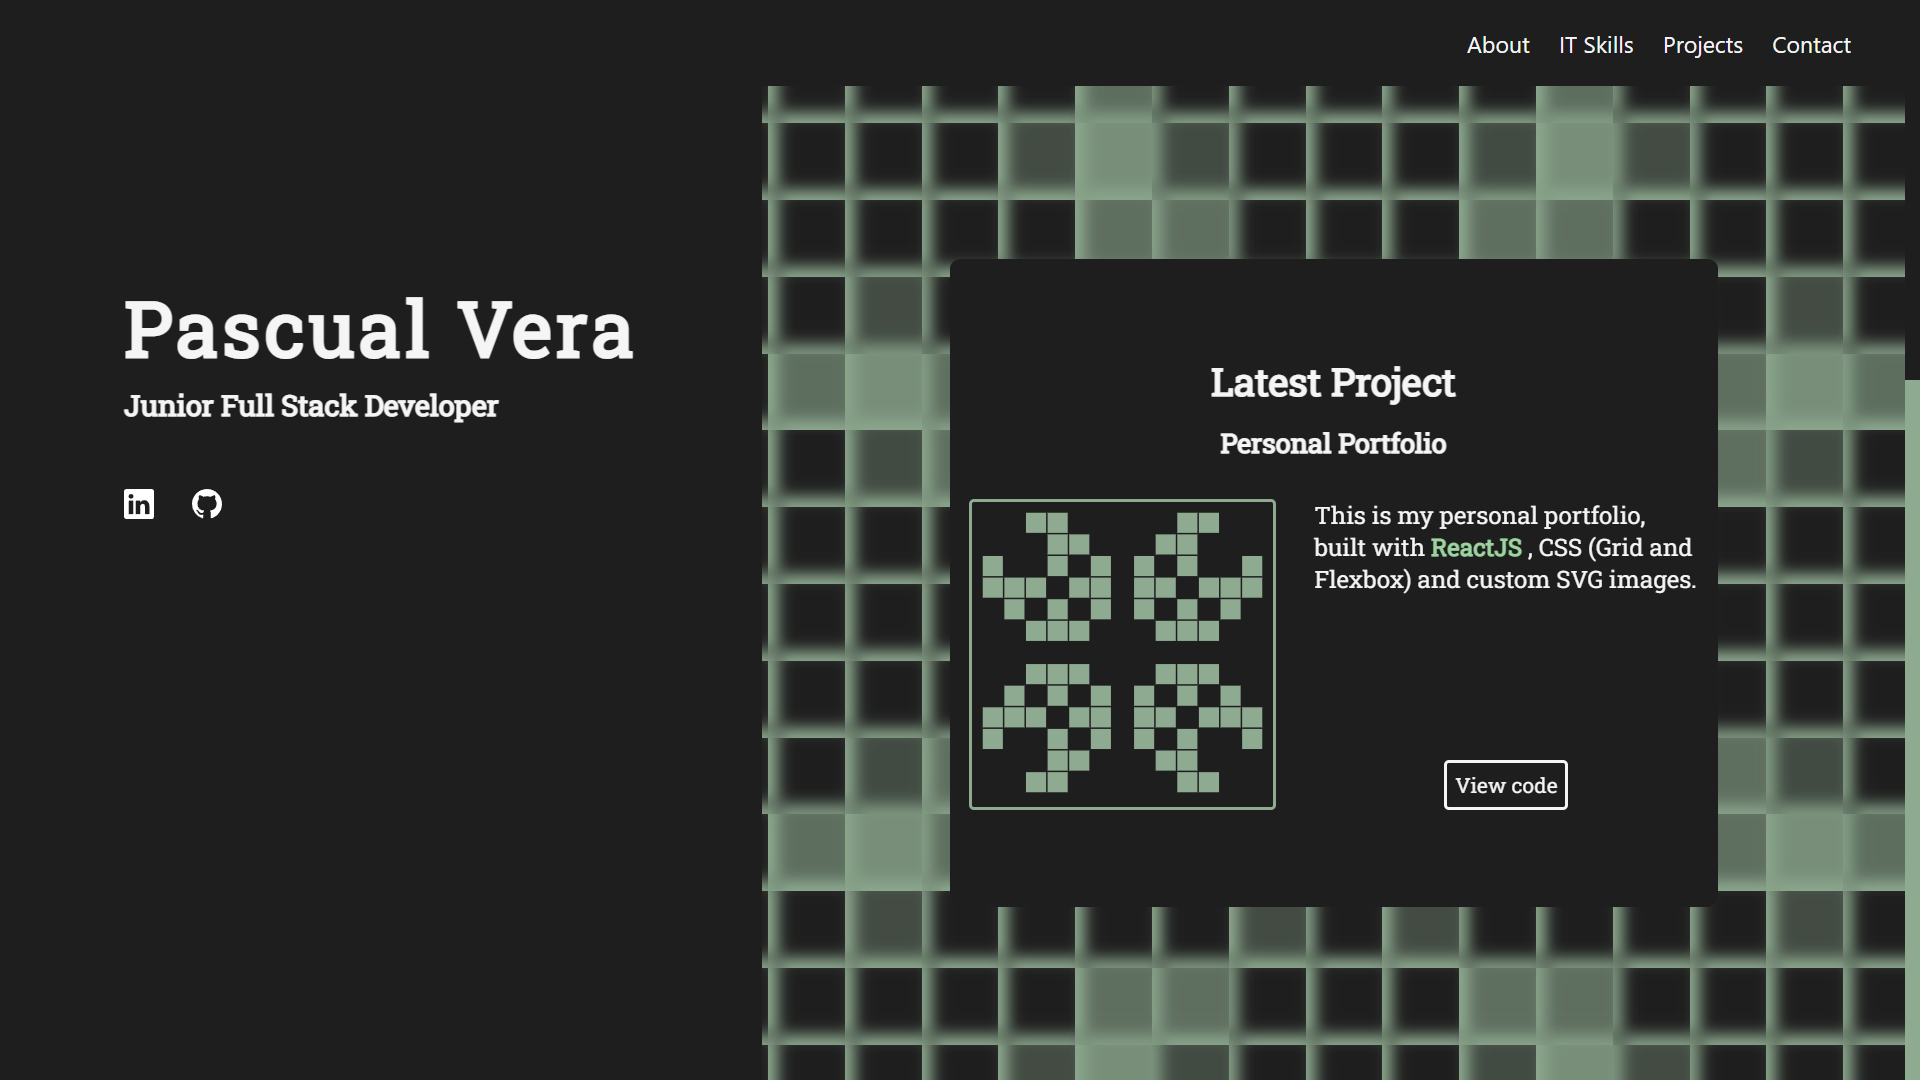 About IT Skills Projects Contact
Pascual Vera
Junior Full Stack Developer
Latest Project
Personal Portfolio
This is my personal portfolio,
built with ReactJS , CSS (Grid and
Flexbox) and custom SVG images.
View code